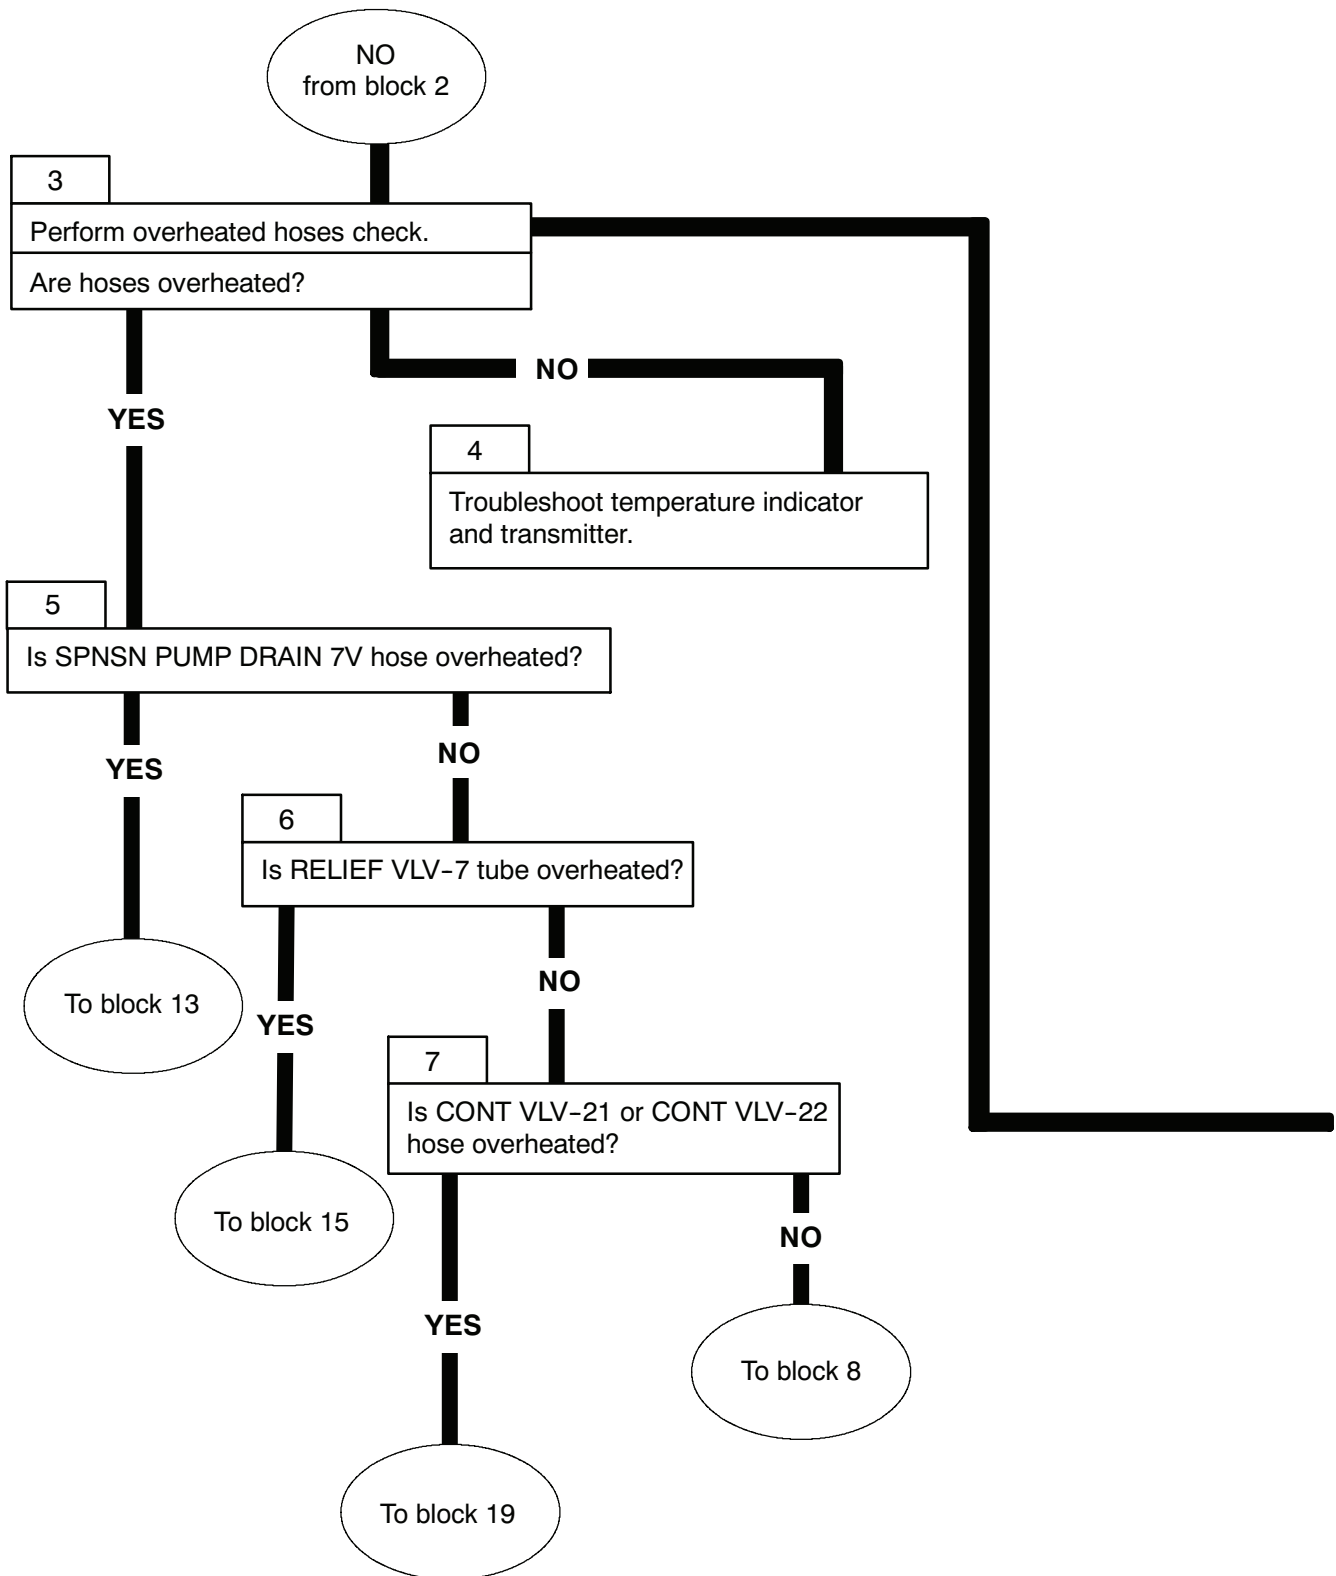 NO
from block 2
3
Perform overheated hoses check.
Are hoses overheated?
NO
YES
4
Troubleshoot temperature indicator
and transmitter.
5
Is SPNSN PUMP DRAIN 7V hose overheated?
YES
NO
6
Is RELIEF VLV-7 tube overheated?
To block 13
YES
NO
7
Is CONT VLV-21 or CONT VLV-22
hose overheated?
To block 15
YES
NO
To block 8
To block 19